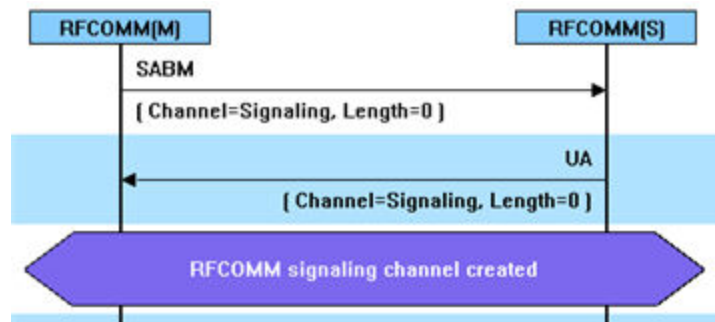 RFCOMM(M)
RFCOMM(S)
SABM
( Channel=Signaling, Length=0 )
UA
( Channel=Signaling, Length=0 )
RFCOMM signaling channel created